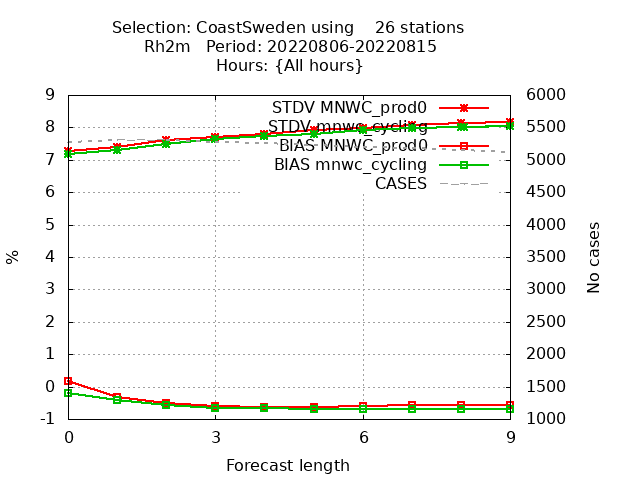 Selection: CoastSweden using    26 stations
Rh2m   Period: 20220806-20220815
Hours: {All hours}
9
8
7
6
5
4
3
2
1
0
-1
6000
5500
5000
4500
4000
3500
3000
2500
2000
1500
1000
STDV MNWC_prod0
STDV mnwc_cycling
BIAS MNWC_prod0
BIAS mnwc_cycling
CASES
%
No cases
0 3 6 9
Forecast length